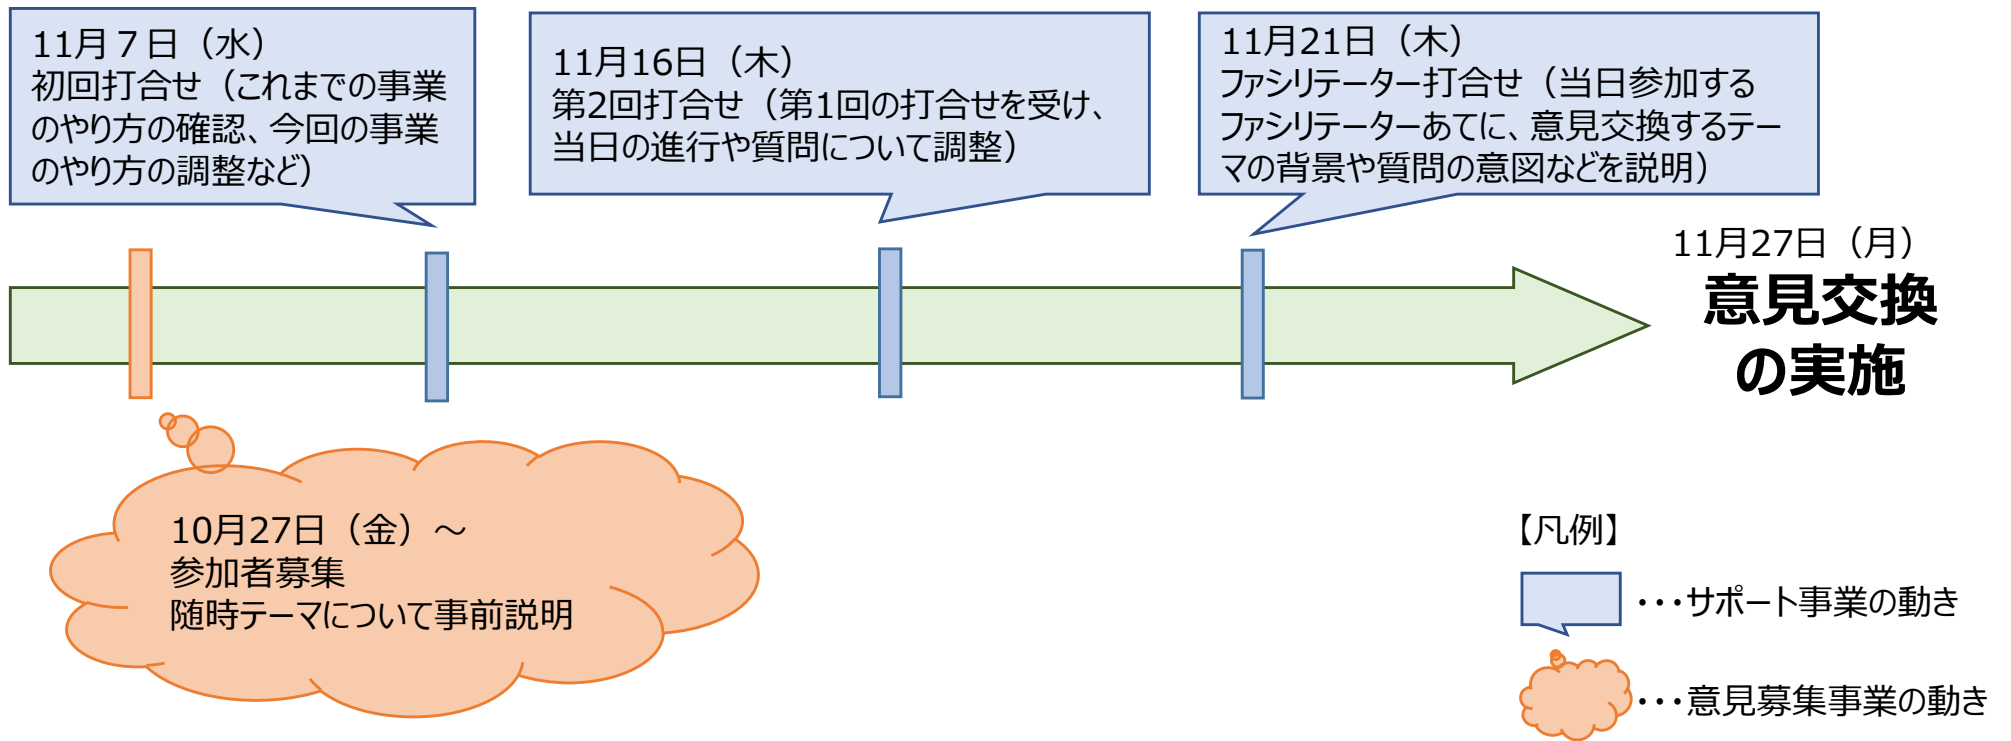 11月７日（水）
初回打合せ（これまでの事業
のやり方の確認、今回の事業
のやり方の調整など）
11月16日（木）
第2回打合せ（第1回の打合せを受け、
当日の進行や質問について調整）
11月21日（木）
ファシリテーター打合せ（当日参加する
ファシリテーターあてに、意見交換するテー
マの背景や質問の意図などを説明）
11月27日（月）
意見交換
の実施
10月27日（金）～
参加者募集
随時テーマについて事前説明
【凡例】
・・・サポート事業の動き
・・・意見募集事業の動き